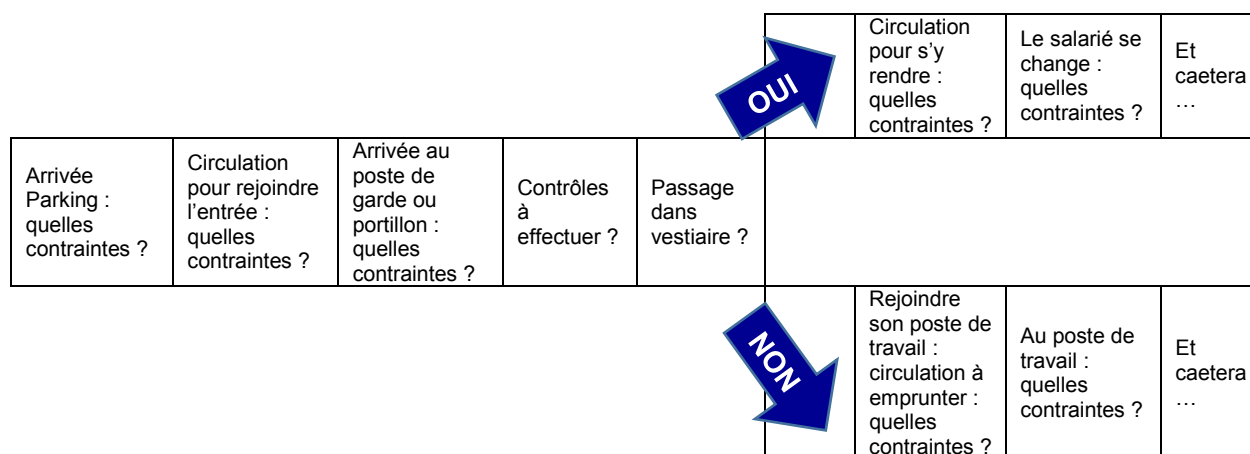 Circulation
pour s'y
rendre :
quelles
contraintes ?
Le salarié se
change :
quelles
contraintes ?
Et
caetera
…
OUI
Arrivée
Parking :
quelles
contraintes ?
Circulation
pour rejoindre
l'entrée :
quelles
contraintes ?
Arrivée au
poste de
garde ou
portillon :
quelles
contraintes ?
Contrôles
à
effectuer ?
Passage
dans
vestiaire ?
NON
Rejoindre
son poste de
travail :
circulation à
emprunter :
quelles
contraintes ?
Au poste de
travail :
quelles
contraintes ?
Et
caetera
…